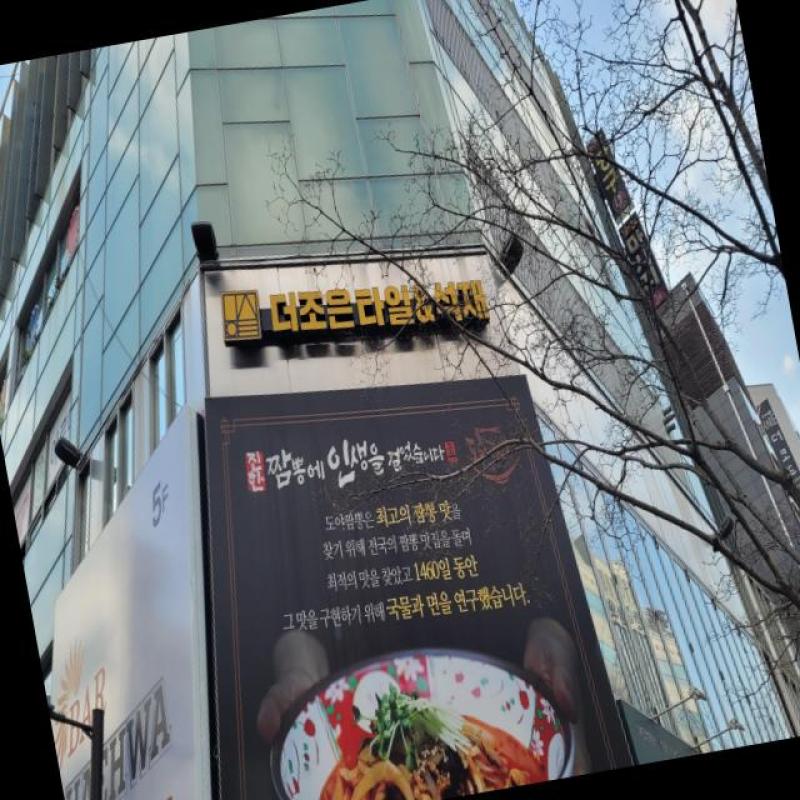 더조은타일&석재
진한 짬뽕에 인생을 걸었습니다
도야짬뽕은 최고의 짬뽕 맛을
찾기 위해 전국의 짬뽕 맛집을 돌며
최적의 맛을 찾았고 1460일 동안
그 맛을 구현하기 위해 국물과 면을 연구했습니다.
5F
BAR